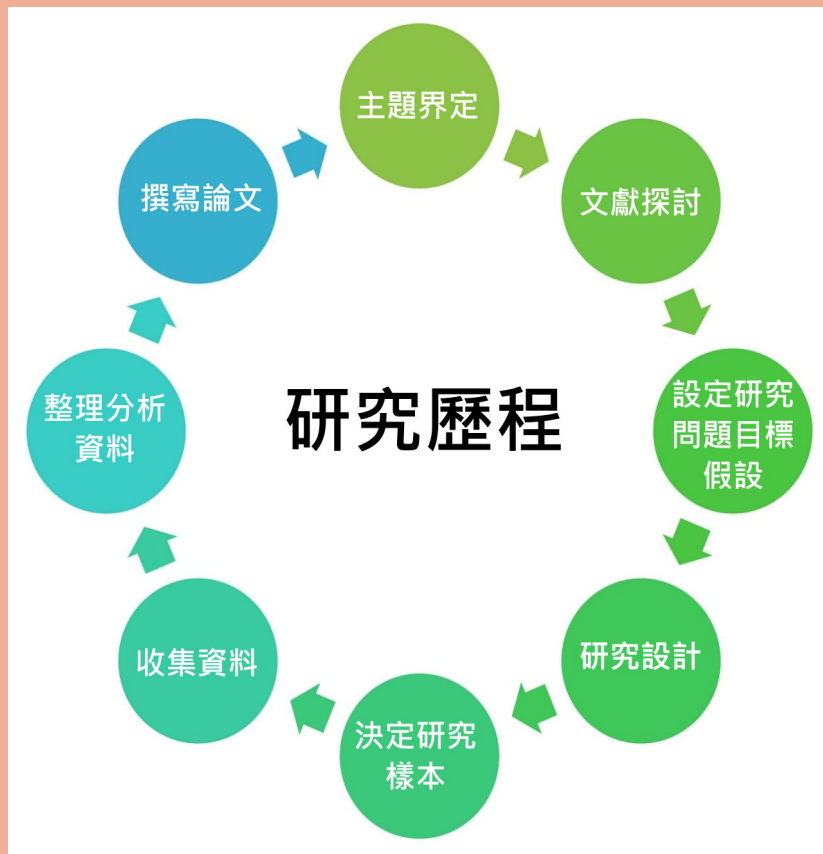 研究歷程
主題界定
文獻探討
設定研究
問題目標
假設
研究設計
決定研究
樣本
收集資料
整理分析
資料
撰寫論文